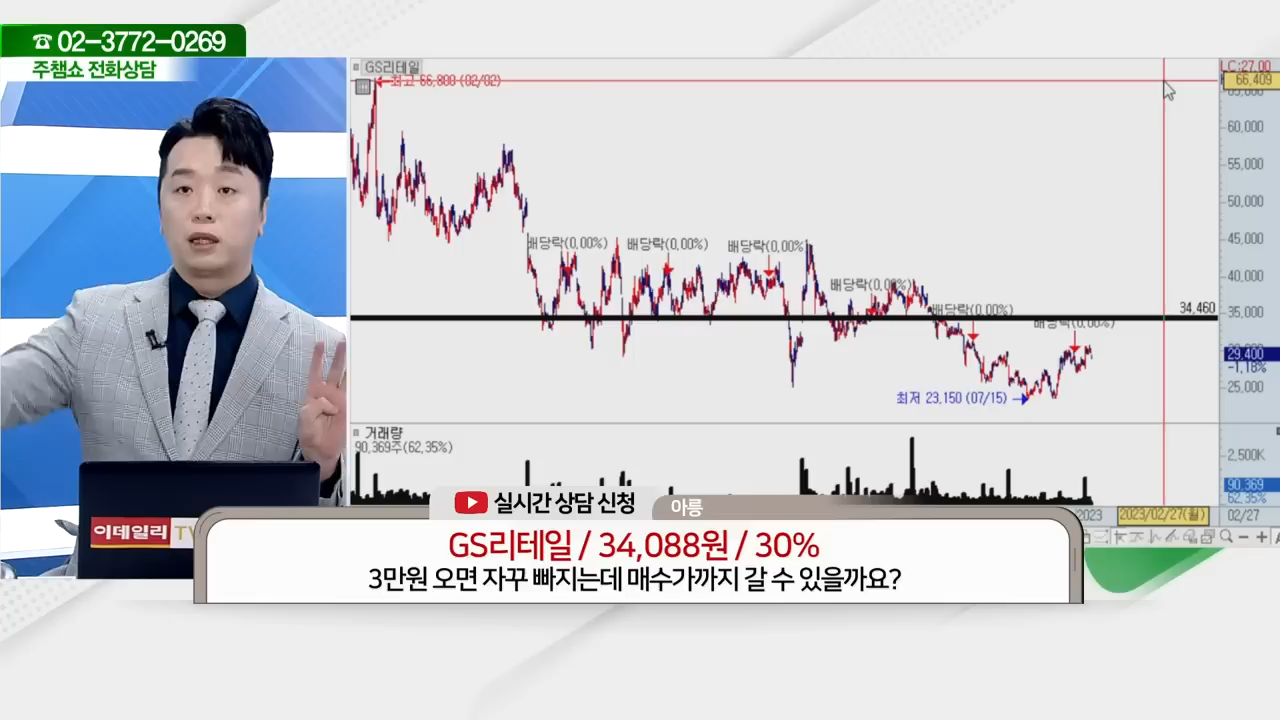 ☎ 02-3772-0269
주챔쇼 전화상담
GS리테일
최고 66,800 (02/02)
LC:27.00
66,409
65,000
60,000
55,000
50,000
45,000
40,000
35,000
29,400
-1.18%
25,000
배당락(0.00%)
배당락(0.00%)
배당락(0.00%)
배당락(0.00%)
배당락(0.00%)
배당락(0.00%)
34,460
최저 23,150 (07/15)
거래량
90,369주(62.35%)
2,500K
90,369
62.35%
2023
2023/02/27(월)
02/27
이데일리 TV
실시간 상담 신청
아름
GS리테일 / 34,088원 / 30%
3만원 오면 자꾸 빠지는데 매수가까지 갈 수 있을까요?